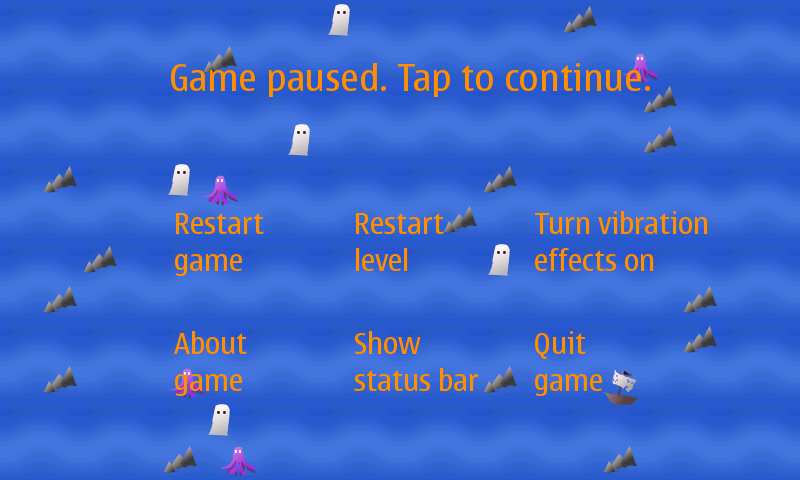 Game paused. Tap to continue.
Restart
game
Restart
level
Turn vibration
effects on
About
game
Show
status bar
Quit
game